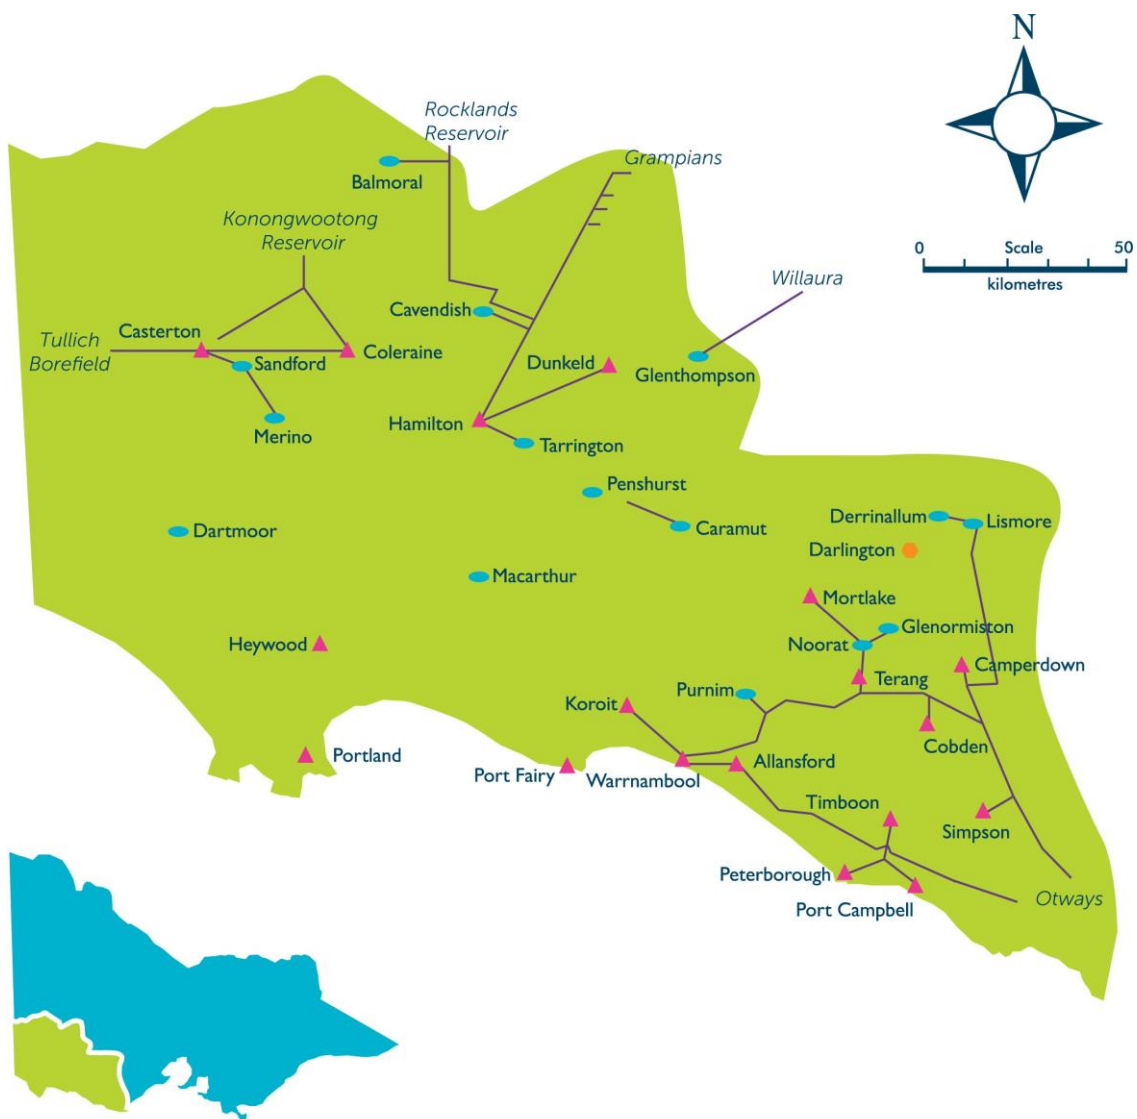 N
Rocklands
Reservoir
Grampians
Balmoral
Konongwootong
Reservoir
0 Scale 50
kilometres
Willaura
Cavendish
Casterton
Tullich
Borefield
Sandford
Coleraine
Dunkeld
Glenthompson
Merino
Hamilton
Tarrington
Penshurst
Caramut
Dartmoor
Derrinallum
Lismore
Darlington
Macarthur
Mortlake
Glenormiston
Noorat
Heywood
Camperdown
Terang
Purnim
Koroit
Cobden
Portland
Port Fairy
Warrnambool
Allansford
Timboon
Simpson
Peterborough
Port Campbell
Otways